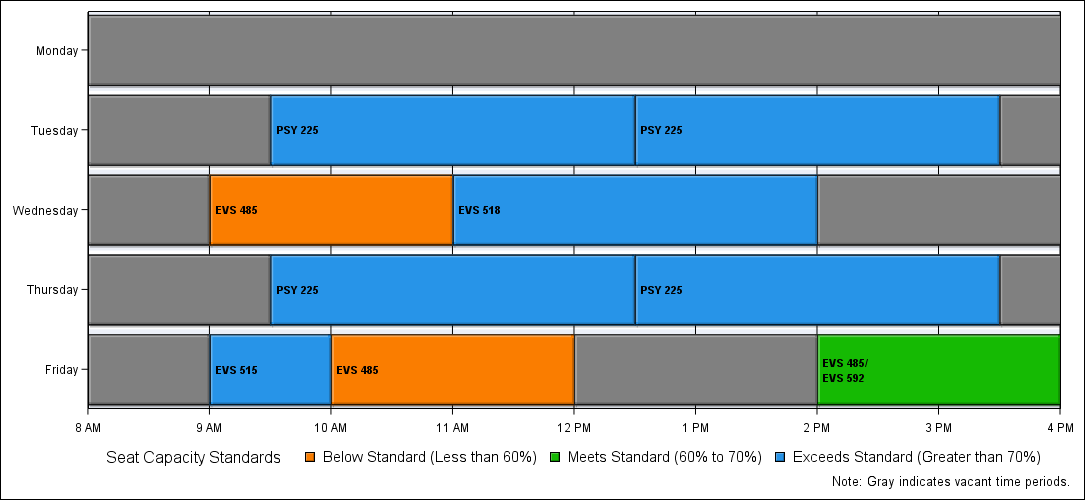 Monday
Tuesday
PSY 225
PSY 225
Wednesday
EVS 485
EVS 518
Thursday
PSY 225
PSY 225
Friday
EVS 515
EVS 485
EVS 485/
EVS 592
8 AM 9 AM 10 AM 11 AM 12 PM 1 PM 2 PM 3 PM 4 PM
Seat Capacity Standards Below Standard (Less than 60%) Meets Standard (60% to 70%) Exceeds Standard (Greater than 70%)
Note: Gray indicates vacant time periods.